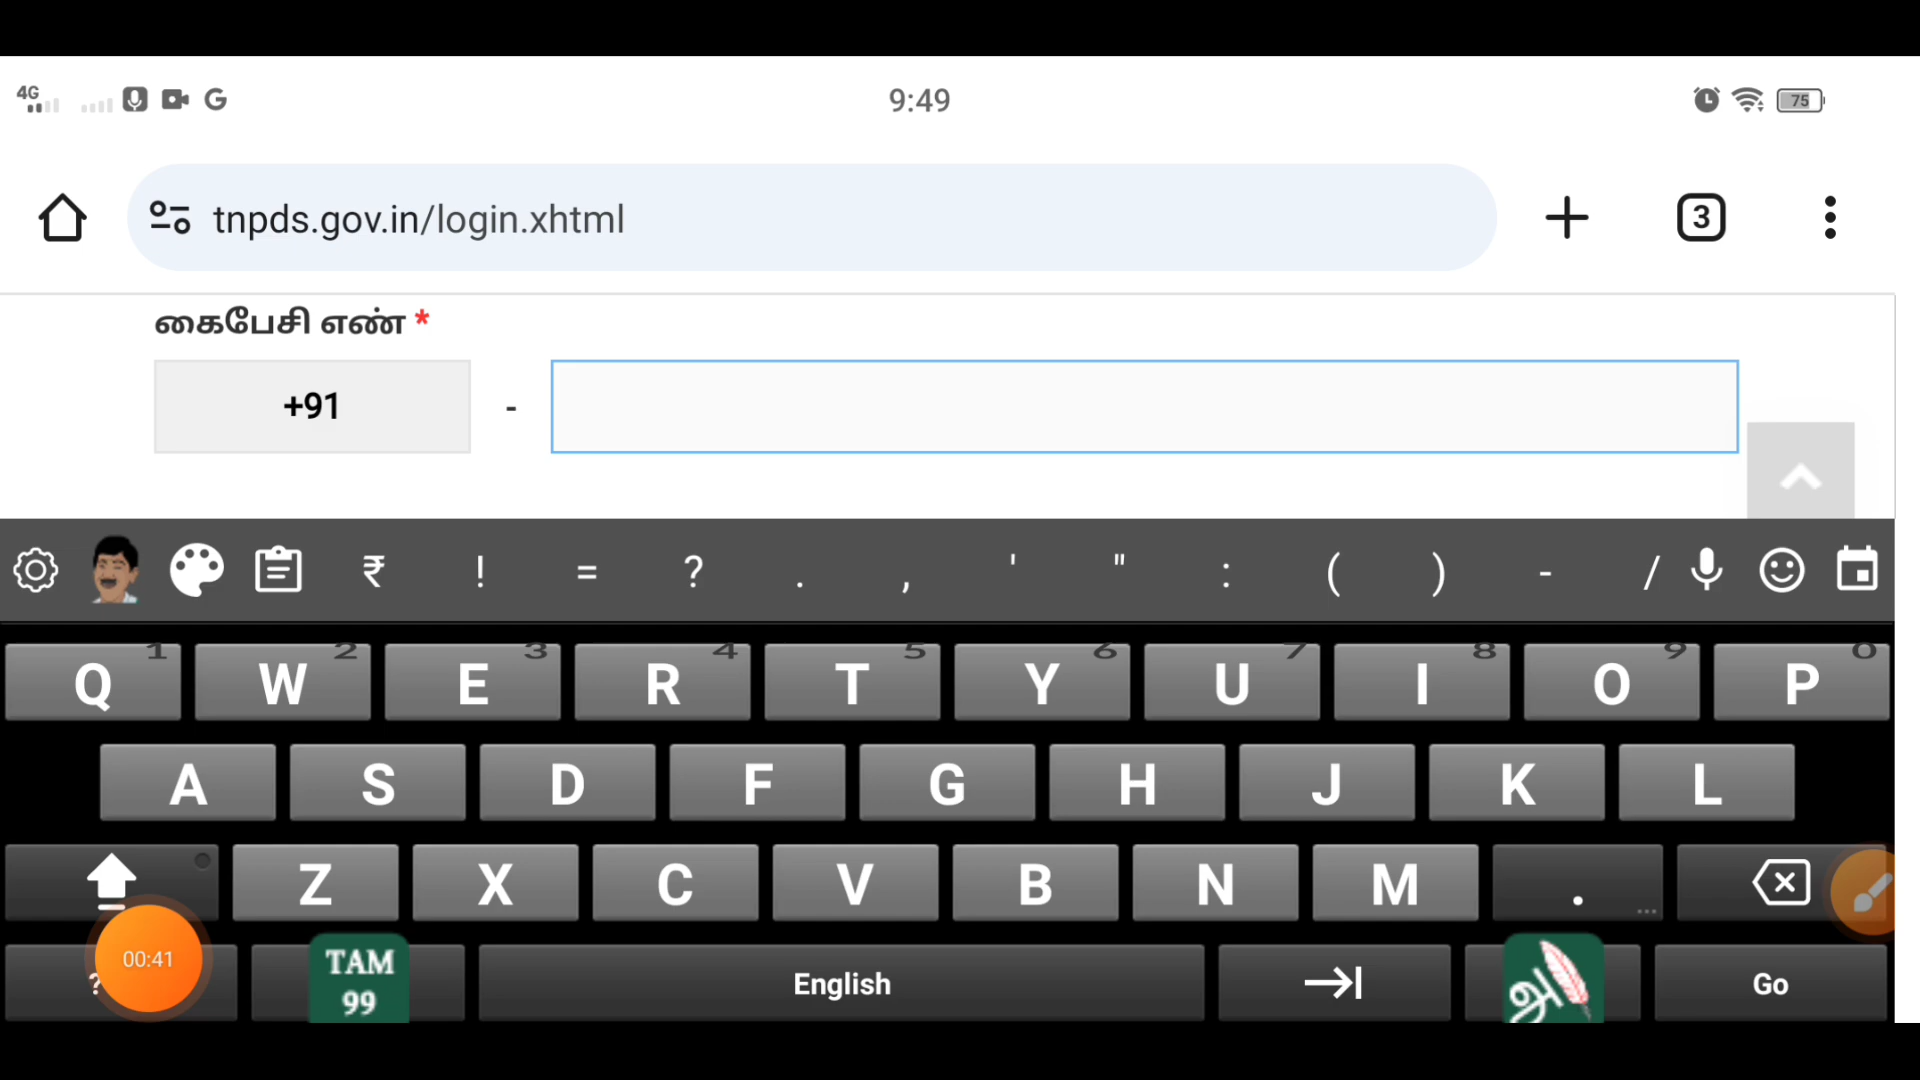 4G 9:49 75
tnpds.gov.in/login.xhtml 3
கைபேசி எண் *
+91 -
₹ ! = ? . , ' " : ( ) - /
1 2 3 4 5 6 7 8 9 0
Q W E R T Y U I O P
A S D F G H J K L
Z X C V B N M .
00:41 ? TAM 99 English அ Go